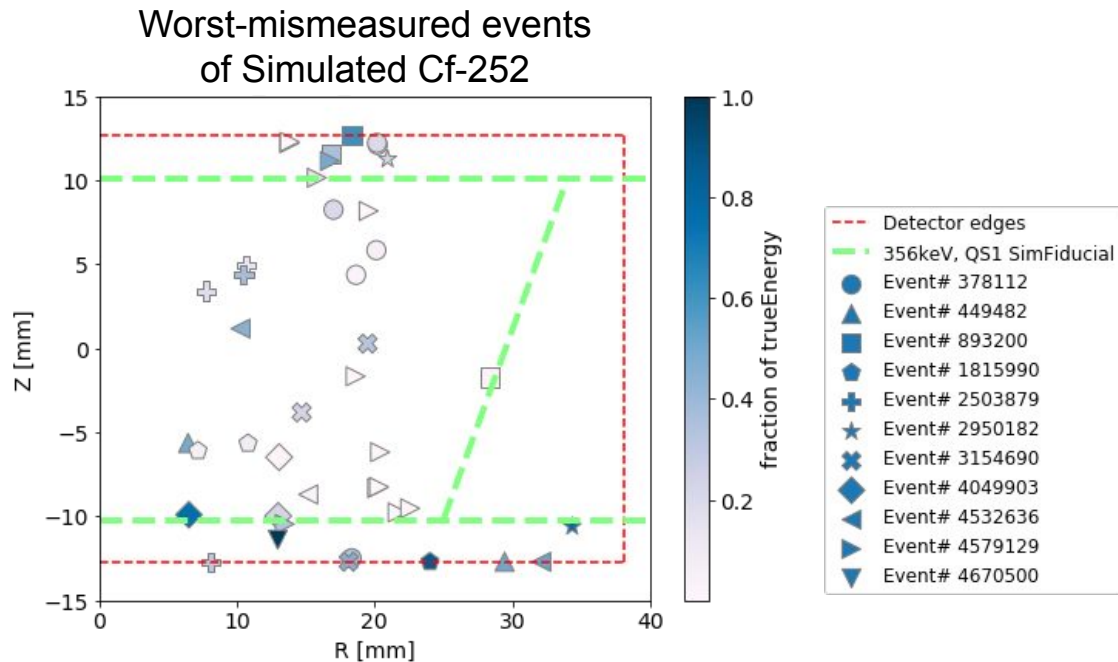 Worst-mismeasured events
of Simulated Cf-252
15
10
5
0
−5
−10
−15
Z [mm]
0
10
20
30
40
R [mm]
1.0
0.8
0.6
0.4
0.2
fraction of trueEnergy
Detector edges
356keV, QS1 SimFiducial
Event# 378112
Event# 449482
Event# 893200
Event# 1815990
Event# 2503879
Event# 2950182
Event# 3154690
Event# 4049903
Event# 4532636
Event# 4579129
Event# 4670500